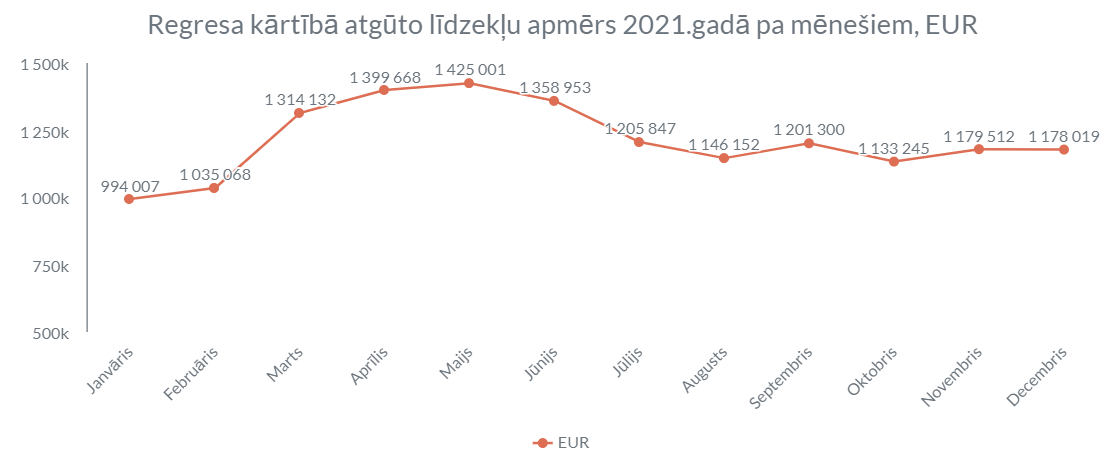 Regresa kārtībā atgūto līdzekļu apmērs 2021.gadā pa mēnešiem, EUR
1 500k
1 250k
1 000k
750k
500k
994 007
1 035 068
1 314 132
1 399 668
1 425 001
1 358 953
1 205 847
1 146 152
1 201 300
1 133 245
1 179 512
1 178 019
Janvāris
Februāris
Marts
Aprīlis
Maijs
Jūnijs
Jūlijs
Augusts
Septembris
Oktobris
Novembris
Decembris
EUR